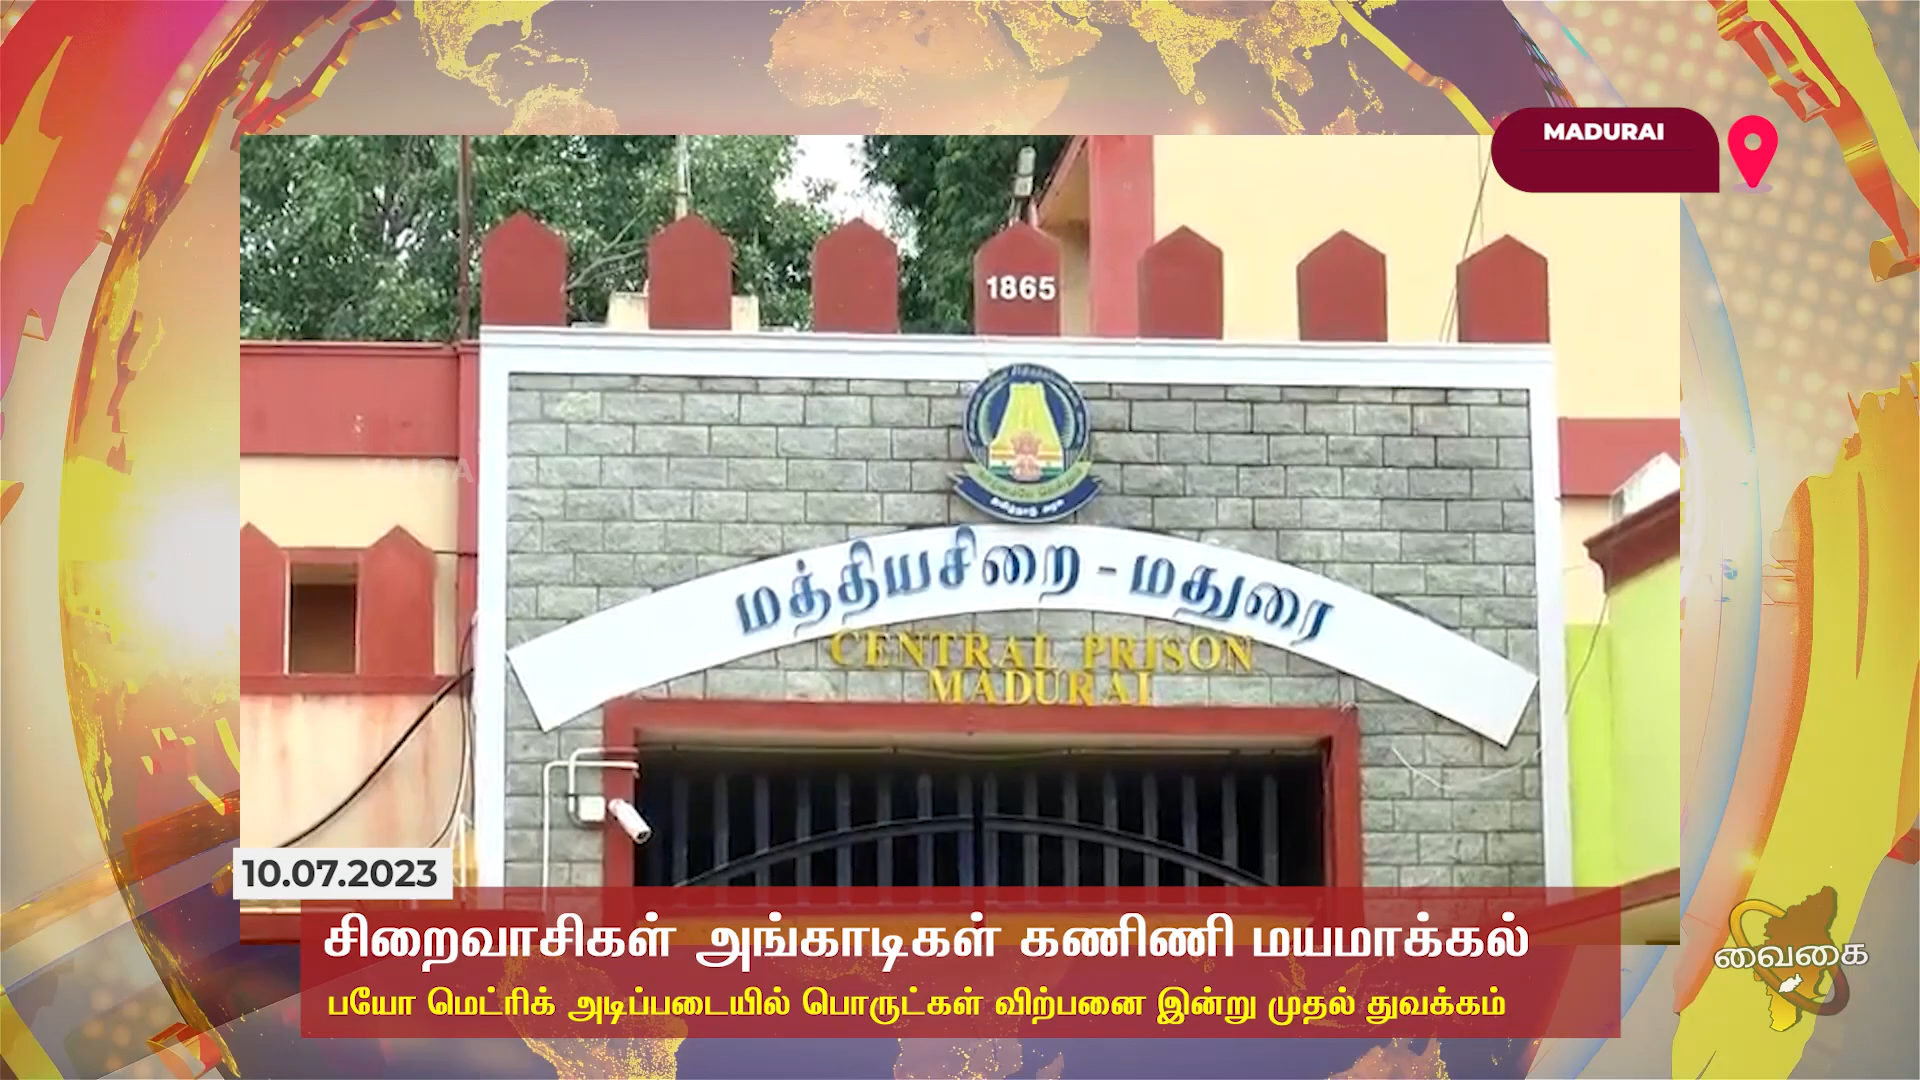 MADURAI
1865
மத்தியசிறை - மதுரை
CENTRAL PRISON
MADURAI
10.07.2023
சிறைவாசிகள் அங்காடிகள் கணிணி மயமாக்கல்
பயோ மெட்ரிக் அடிப்படையில் பொருட்கள் விற்பனை இன்று முதல் துவக்கம்
வைகை